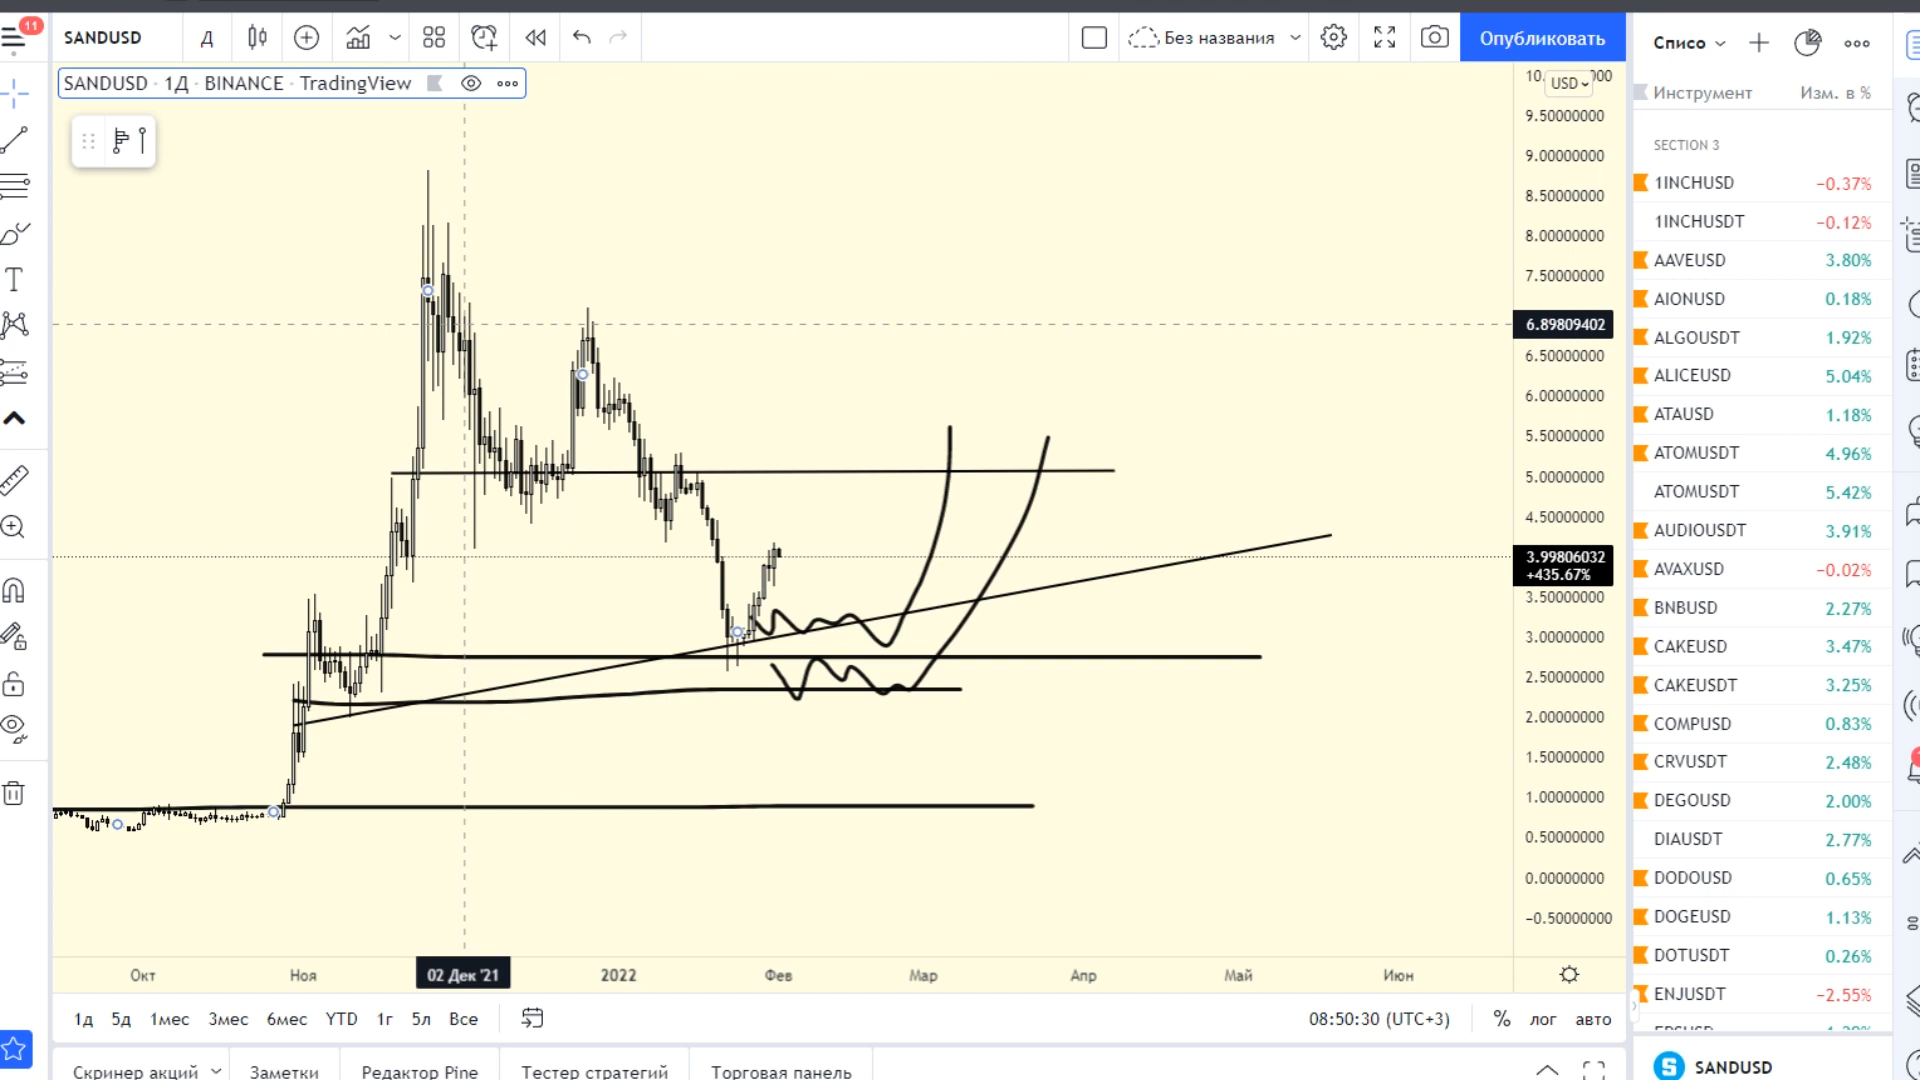 11
SANDUSD
Д
Без названия
Опубликовать
Списо
SANDUSD · 1Д · BINANCE · TradingView
USD
Инструмент
Изм. в %
9.50000000
9.00000000
8.50000000
8.00000000
7.50000000
6.89809402
6.50000000
6.00000000
5.50000000
5.00000000
4.50000000
3.99806032
+435.67%
3.50000000
3.00000000
2.50000000
2.00000000
1.50000000
1.00000000
0.50000000
0.00000000
−0.50000000
SECTION 3
1INCHUSD −0.37%
1INCHUSDT −0.12%
AAVEUSD 3.80%
AIONUSD 0.18%
ALGOUSDT 1.92%
ALICEUSD 5.04%
ATAUSD 1.18%
ATOMUSDT 4.96%
ATOMUSDT 5.42%
AUDIOUSDT 3.91%
AVAXUSD −0.02%
BNBUSD 2.27%
CAKEUSD 3.47%
CAKEUSDT 3.25%
COMPUSD 0.83%
CRVUSDT 2.48%
DEGOUSD 2.00%
DIAUSDT 2.77%
DODOUSD 0.65%
DOGEUSD 1.13%
DOTUSDT 0.26%
ENJUSDT −2.55%
Окт Ноя 02 Дек '21 2022 Фев Мар Апр Май Июн
1д 5д 1мес 3мес 6мес YTD 1г 5л Все
08:50:30 (UTC+3) % лог авто
Скринер акций Заметки Редактор Pine Тестер стратегий Торговая панель
S SANDUSD